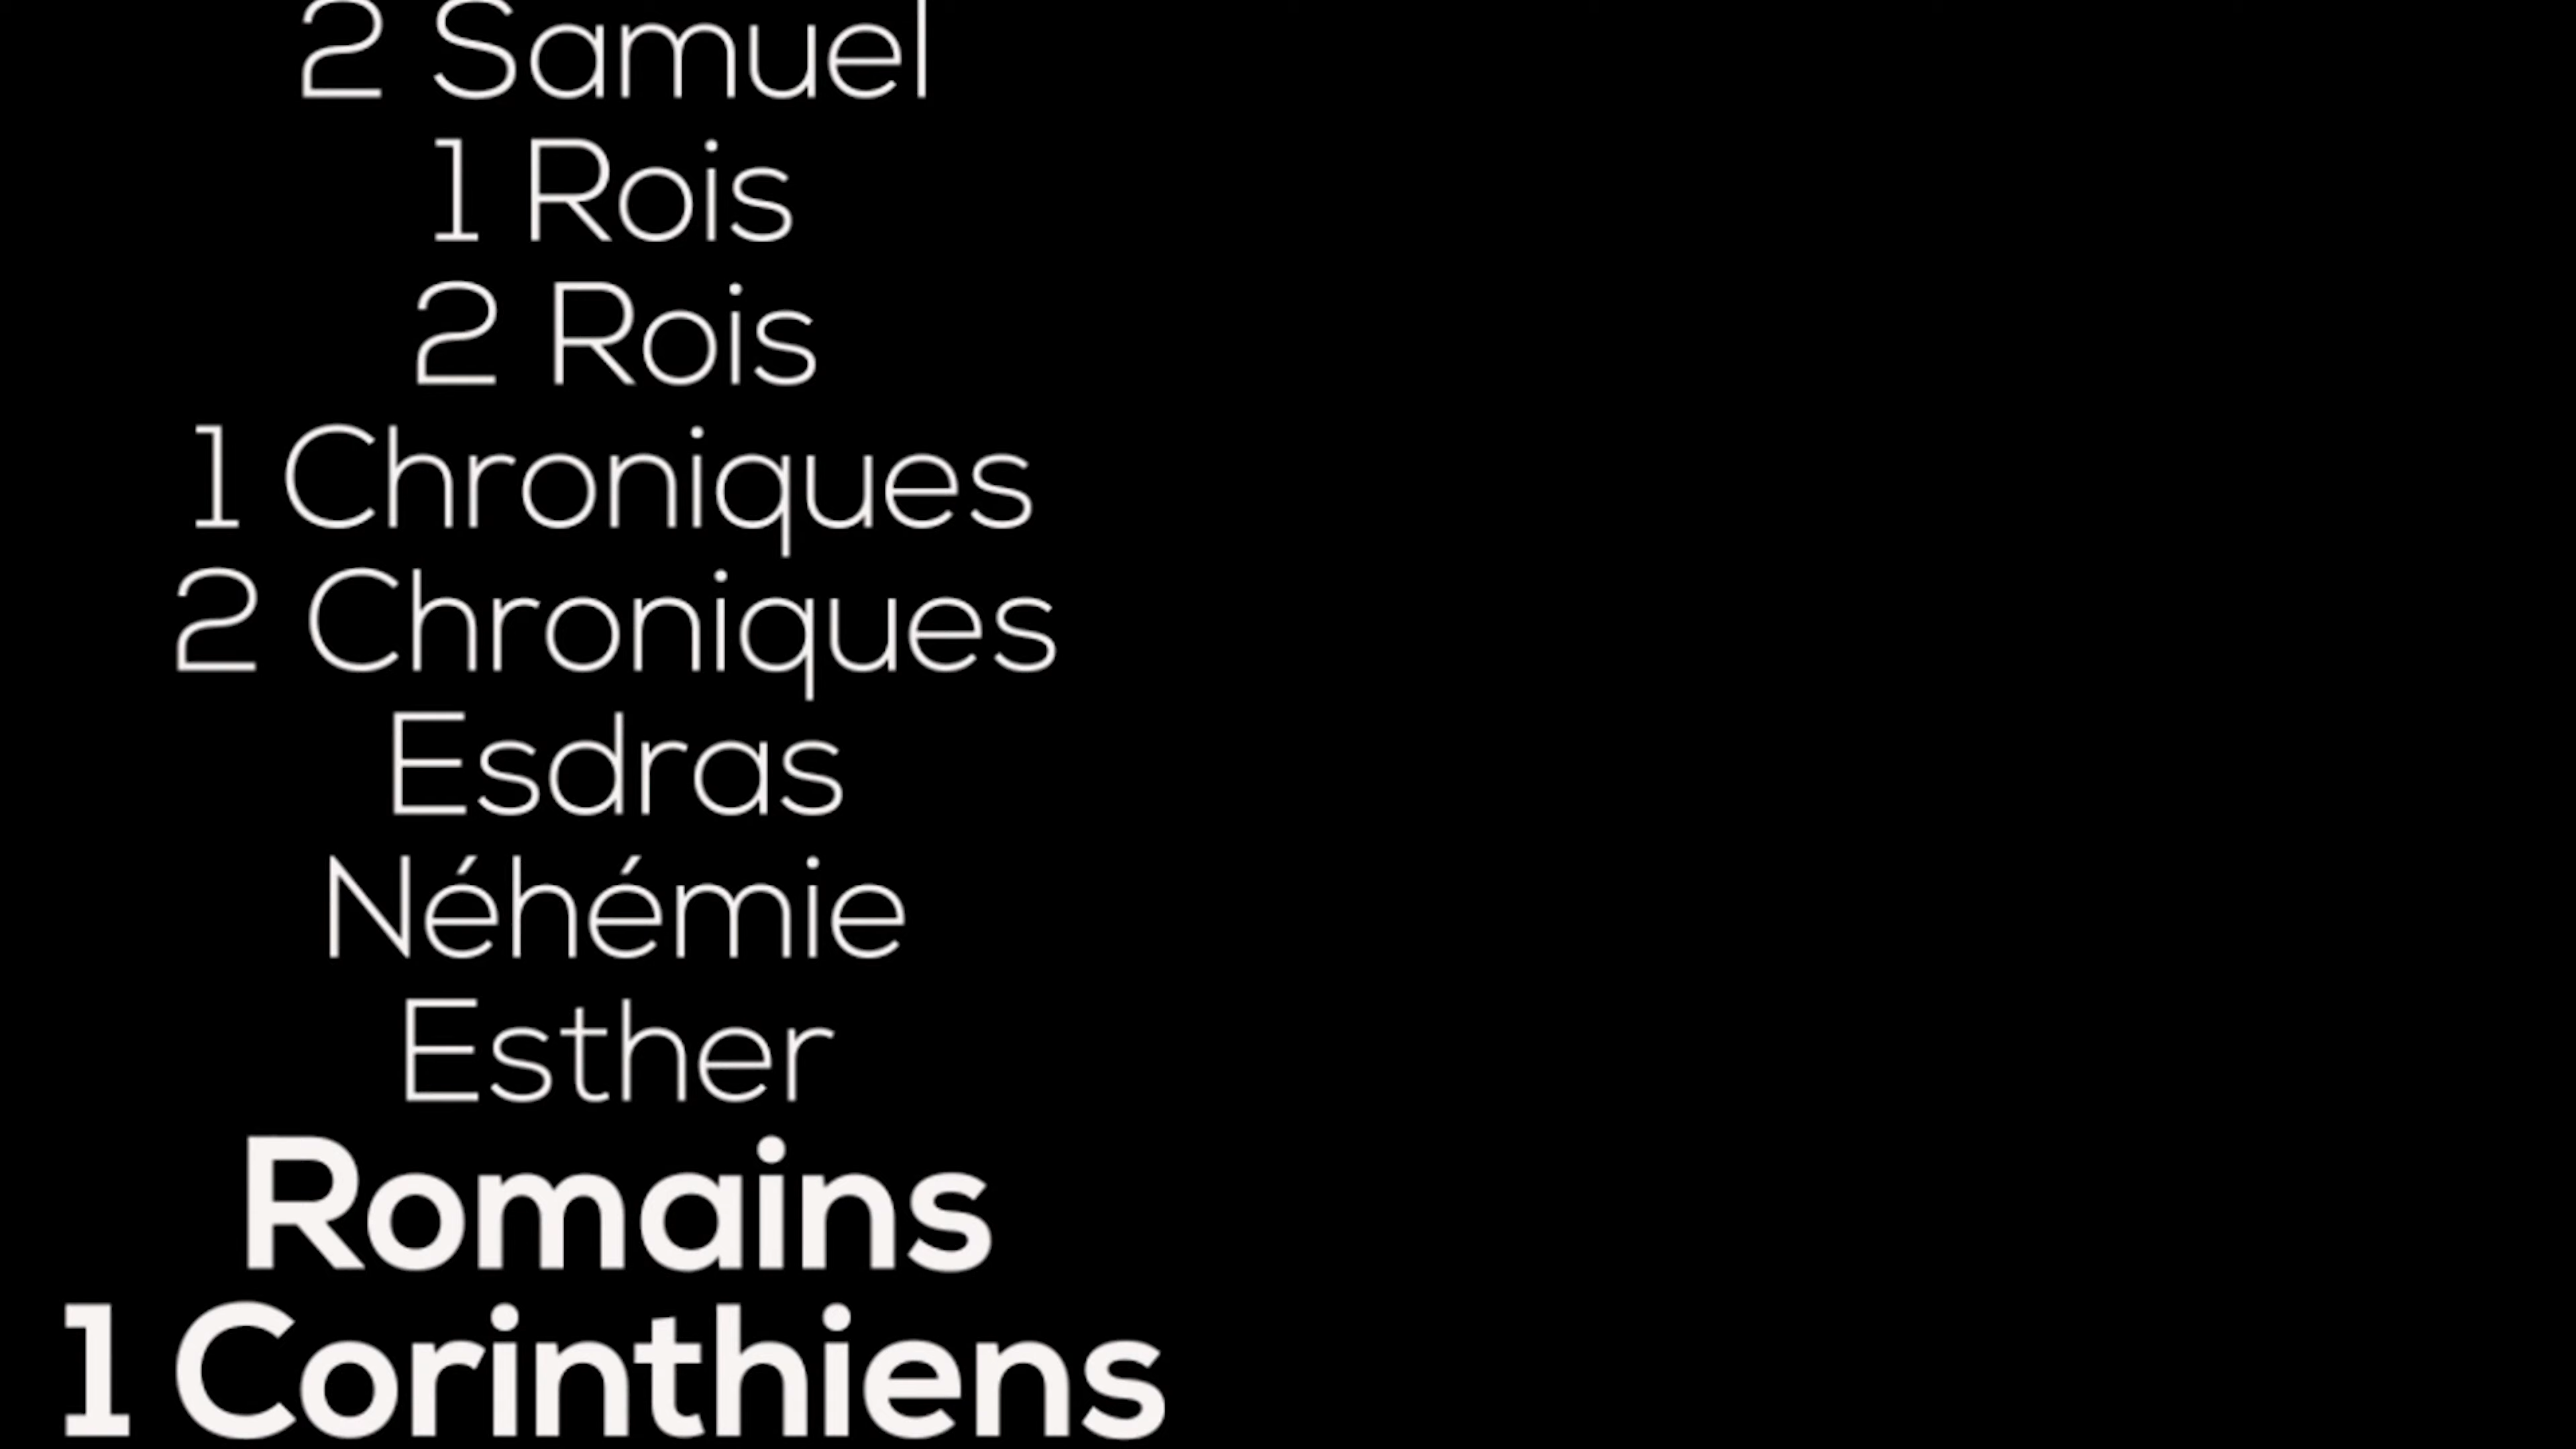 2 Samuel
1 Rois
2 Rois
1 Chroniques
2 Chroniques
Esdras
Néhémie
Esther
Romains
1 Corinthiens